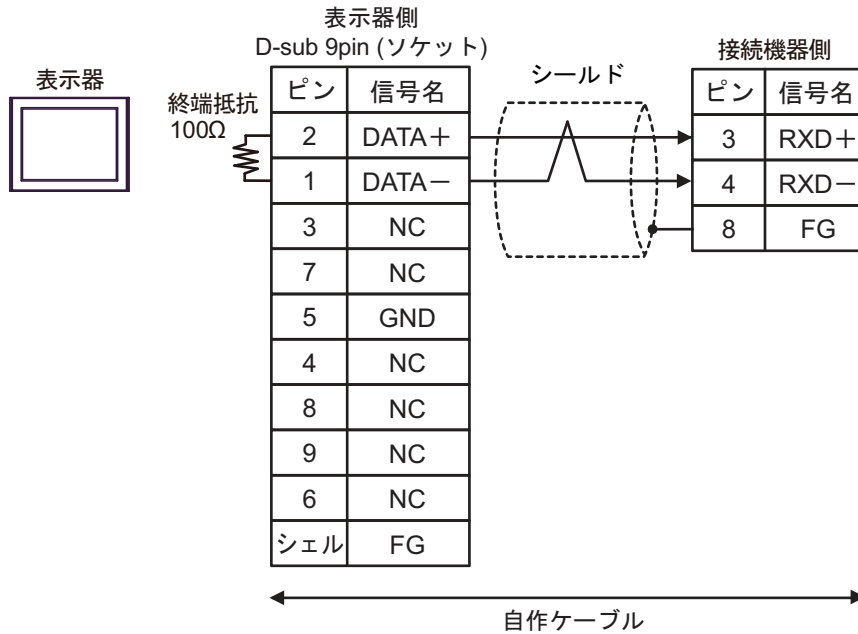 表示器側
D-sub 9pin (ソケット)
表示器
終端抵抗
100Ω
ピン 信号名
2 DATA＋
1 DATA－
3 NC
7 NC
5 GND
4 NC
8 NC
9 NC
6 NC
シェル FG
シールド
接続機器側
ピン 信号名
3 RXD＋
4 RXD－
8 FG
自作ケーブル